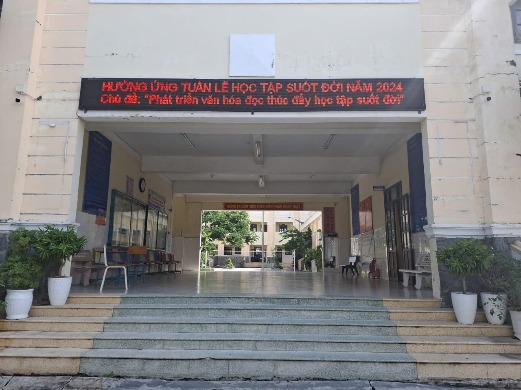 HƯỞNG ỨNG TUẦN LỄ HỌC TẬP SUỐT ĐỜI NĂM 2024
Chủ đề: "Phát triển văn hóa đọc thúc đẩy học tập suốt đời"